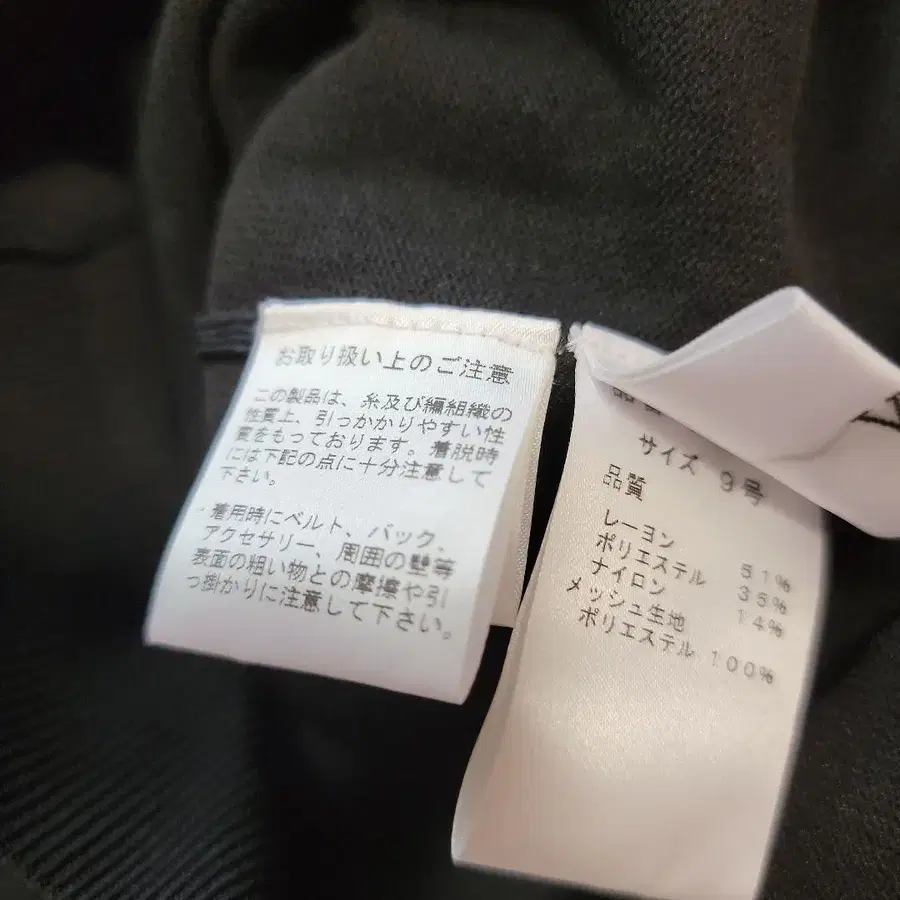 お取り扱い上のご注意
この製品は、糸及び編組織の
性質上、引っかかりやすい性
質をもっております。着脱時
には下記の点に十分注意して
下さい。
・着用時にベルト、バック、
アクセサリー、周囲の壁等
表面の粗い物との摩擦や引
っ掛かりに注意して下さい。
サイズ 9号
品質
レーヨン 51%
ポリエステル 35%
ナイロン 14%
メッシュ生地
ポリエステル 100%